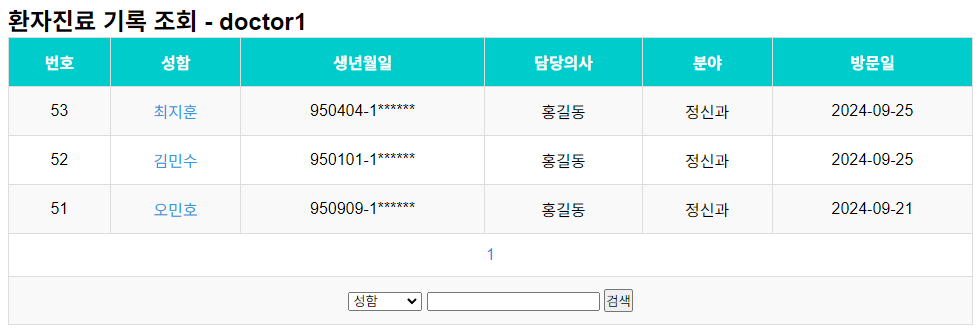 환자진료 기록 조회 - doctor1
번호 성함 생년월일 담당의사 분야 방문일
53 최지훈 950404-1****** 홍길동 정신과 2024-09-25
52 김민수 950101-1****** 홍길동 정신과 2024-09-25
51 오민호 950909-1****** 홍길동 정신과 2024-09-21
1
성함 검색